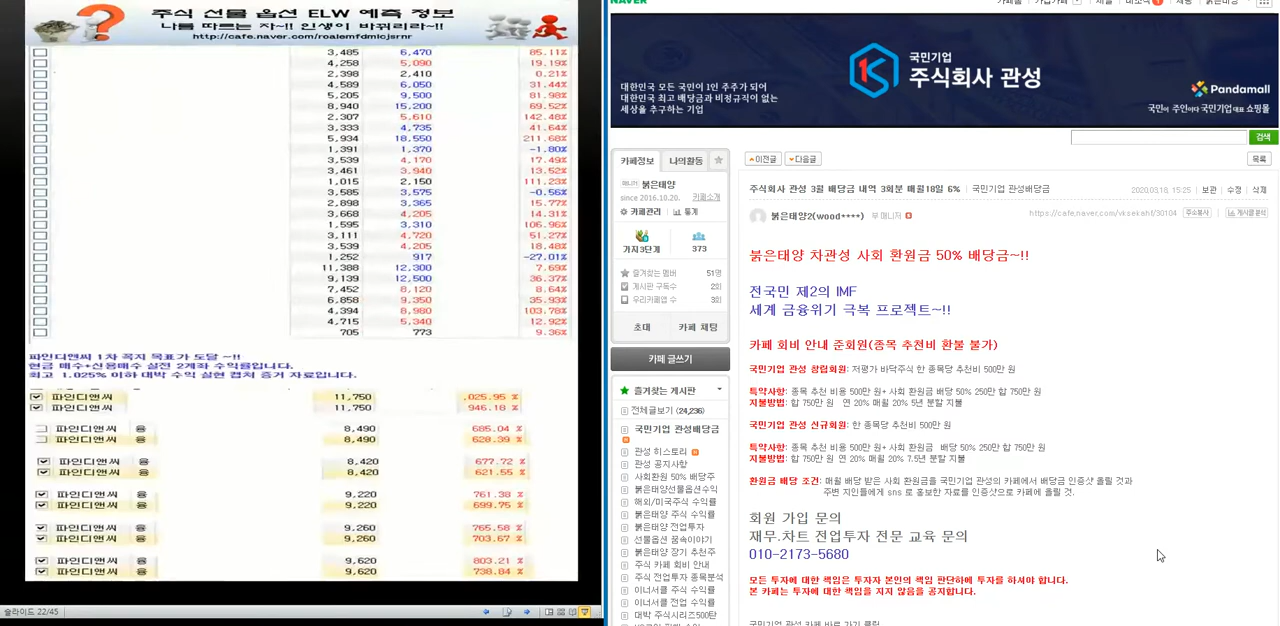 주식 선물 옵션 ELW 예측 정보
나를 따르는 자~!! 인생이 바뀌리라~!!
http://cafe.naver.com/roalemfdmlcjsrnr
3,485 6,470 85.11%
4,258 5,090 19.19%
2,398 2,410 0.21%
4,589 6,050 31.44%
5,205 9,500 81.98%
8,940 15,200 69.52%
2,307 5,610 142.48%
3,333 4,735 41.64%
5,934 18,550 211.68%
1,391 1,370 -1.80%
3,539 4,170 17.49%
3,461 3,940 13.52%
1,015 2,150 111.23%
3,585 3,575 -0.56%
2,898 3,365 15.77%
3,668 4,205 14.31%
1,595 3,310 106.96%
3,111 4,720 51.27%
3,539 4,205 18.48%
1,252 917 -27.01%
11,388 12,300 7.69%
9,139 12,500 36.37%
7,452 8,120 8.64%
6,858 9,350 35.93%
4,394 8,980 103.78%
4,715 5,340 12.92%
705 773 9.36%
파인디앤씨 1차 폭지 목표가 도달 ~!!
현금 매수+신용매수 실전 2계좌 수익률입니다.
최고 1.025% 이하 대박 수익 실현 캡쳐 증거 자료입니다.
파인디앤씨 11,750 ,025.95 %
파인디앤씨 11,750 946.18 %
파인디앤씨 융 8,490 685.04 %
파인디앤씨 융 8,490 620.39 %
파인디앤씨 융 8,420 677.72 %
파인디앤씨 융 8,420 621.55 %
파인디앤씨 융 9,220 761.38 %
파인디앤씨 융 9,220 699.75 %
파인디앤씨 융 9,260 765.58 %
파인디앤씨 융 9,260 703.67 %
파인디앤씨 융 9,620 803.21 %
파인디앤씨 융 9,620 738.84 %
슬라이드 22/45
NAVER
대한민국 모든 국민이 1인 주주가 되어
대한민국 최고 배당금과 비정규직이 없는
세상을 추구하는 기업
국민기업
주식회사 관성
Pandamall
국민이 주인이다 국민기업대표 쇼핑몰
검색
카페정보 나의활동
매니저 붉은태양
since 2016.10.20. 카페소개
카페관리 통계
가지3단계 373
즐겨찾는 멤버 51명
게시판 구독수 2회
우리카페앱 수 3회
초대 카페 채팅
카페 글쓰기
즐겨찾는 게시판
전체글보기 (24,236)
국민기업 관성배당금
관성 히스토리
관성 공지사항
사회환원 50% 배당주
붉은태양선물옵션수익
해외/미국주식 수익률
붉은태양 주식 수익률
붉은태양 전업투자
선물옵션 꿈속이야기
붉은태양 장기 추천주
주식 카페 회비 안내
주식 전업투자 종목분석
이너서클 주식 수익률
이너서클 전업 수익률
대박 주식시리즈500탄
이전글 다음글 목록
주식회사 관성 3월 배당금 내역 3회분 매월18일 6% 국민기업 관성배당금
2020.03.18. 15:25 보관 수정 삭제
붉은태양2(wood****) 부매니저
https://cafe.naver.com/vksekahf/30104 주소복사 게시글 분석
붉은태양 차관성 사회 환원금 50% 배당금~!!
전국민 제2의 IMF
세계 금융위기 극복 프로젝트~!!
카페 회비 안내 준회원(종목 추천비 환불 불가)
국민기업 관성 창립회원: 저평가 바닥주식 한 종목당 추천비 500만 원
특약사항: 종목 추천 비용 500만 원+ 사회 환원금 배당 50% 250만 합 750만 원
지불방법: 합 750만 원 연 20% 매월 20% 5년 분할 지불
국민기업 관성 신규회원: 한 종목당 추천비 500만 원
특약사항: 종목 추천 비용 500만 원+ 사회 환원금 배당 50% 250만 합 750만 원
지불방법: 합 750만 원 연 20% 매월 20% 7.5년 분할 지불
환원금 배당 조건: 매월 배당 받은 사회 환원금을 국민기업 관성의 카페에서 배당금 인증샷 올릴 것과
주변 지인들에게 sns 로 홍보한 자료를 인증샷으로 카페에 올릴 것.
회원 가입 문의
재무.차트 전업투자 전문 교육 문의
010-2173-5680
모든 투자에 대한 책임은 투자자 본인의 책임 판단하에 투자를 하셔야 합니다.
본 카페는 투자에 대한 책임을 지지 않음을 공지합니다.
국민기업 관성 카페 바로 가기 클릭